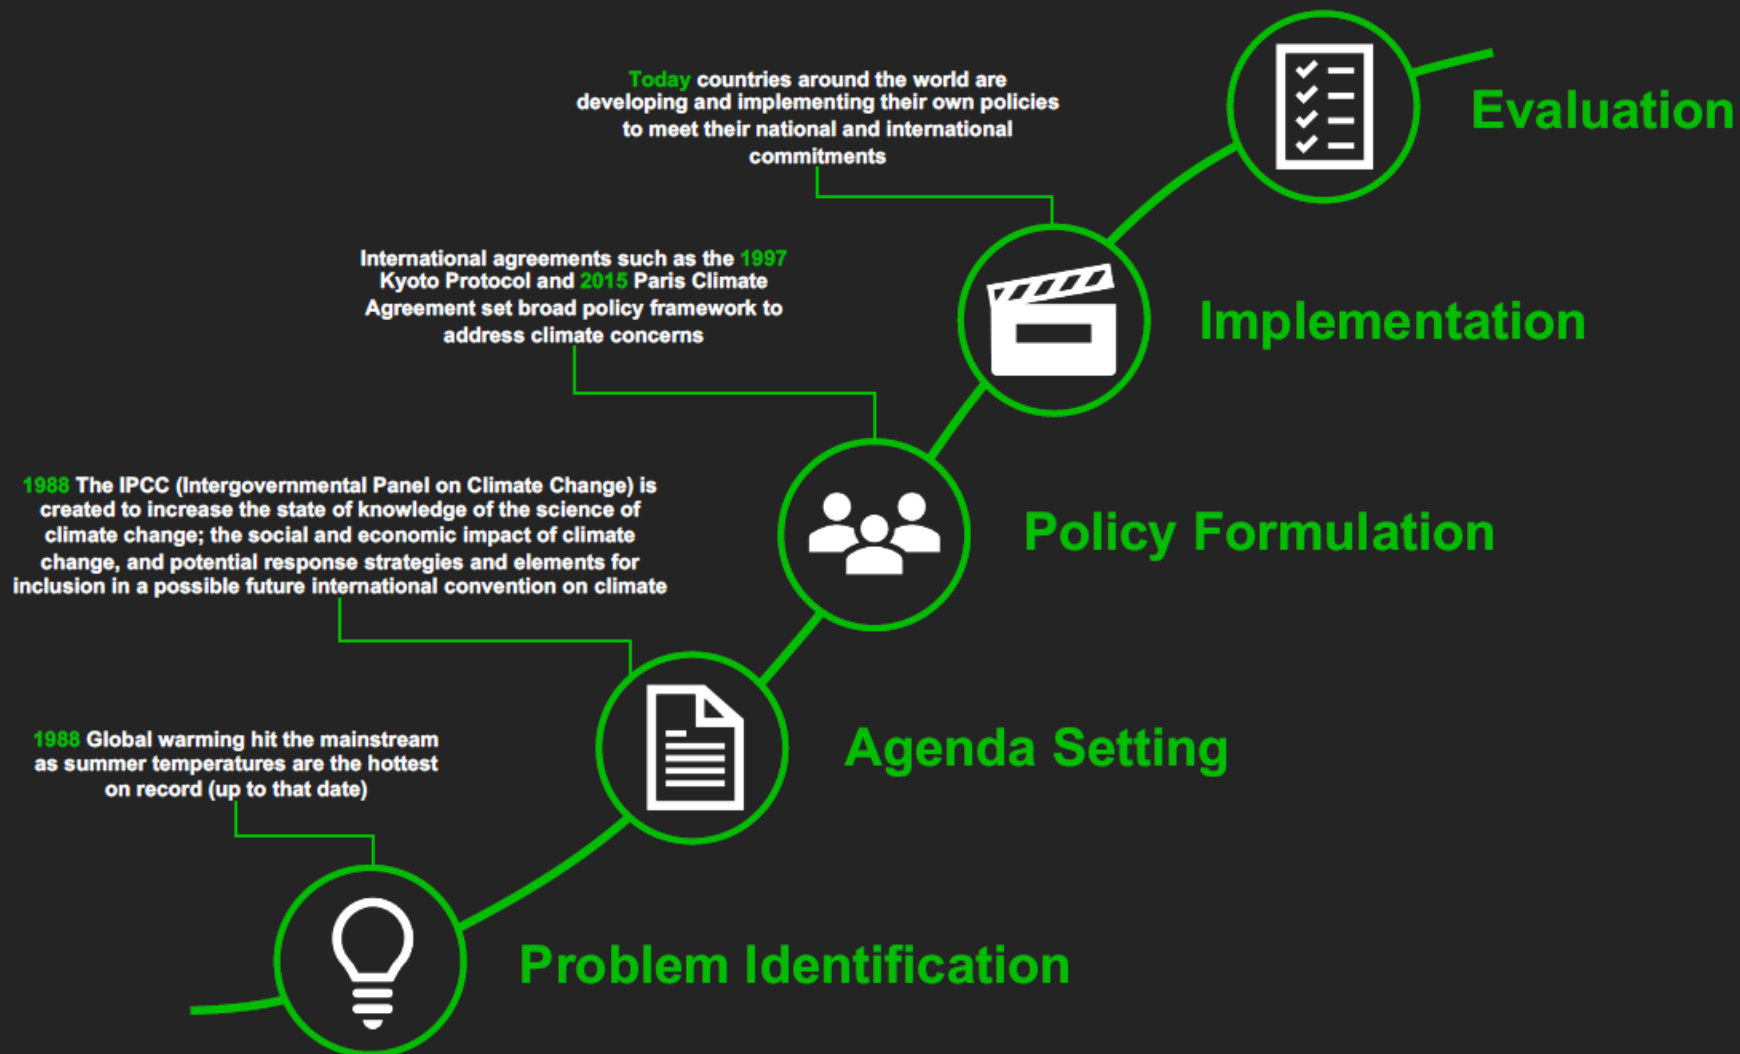 Today countries around the world are
developing and implementing their own policies
to meet their national and international
commitments
Evaluation
International agreements such as the 1997
Kyoto Protocol and 2015 Paris Climate
Agreement set broad policy framework to
address climate concerns
Implementation
1988 The IPCC (Intergovernmental Panel on Climate Change) is
created to increase the state of knowledge of the science of
climate change; the social and economic impact of climate
change, and potential response strategies and elements for
inclusion in a possible future international convention on climate
Policy Formulation
1988 Global warming hit the mainstream
as summer temperatures are the hottest
on record (up to that date)
Agenda Setting
Problem Identification